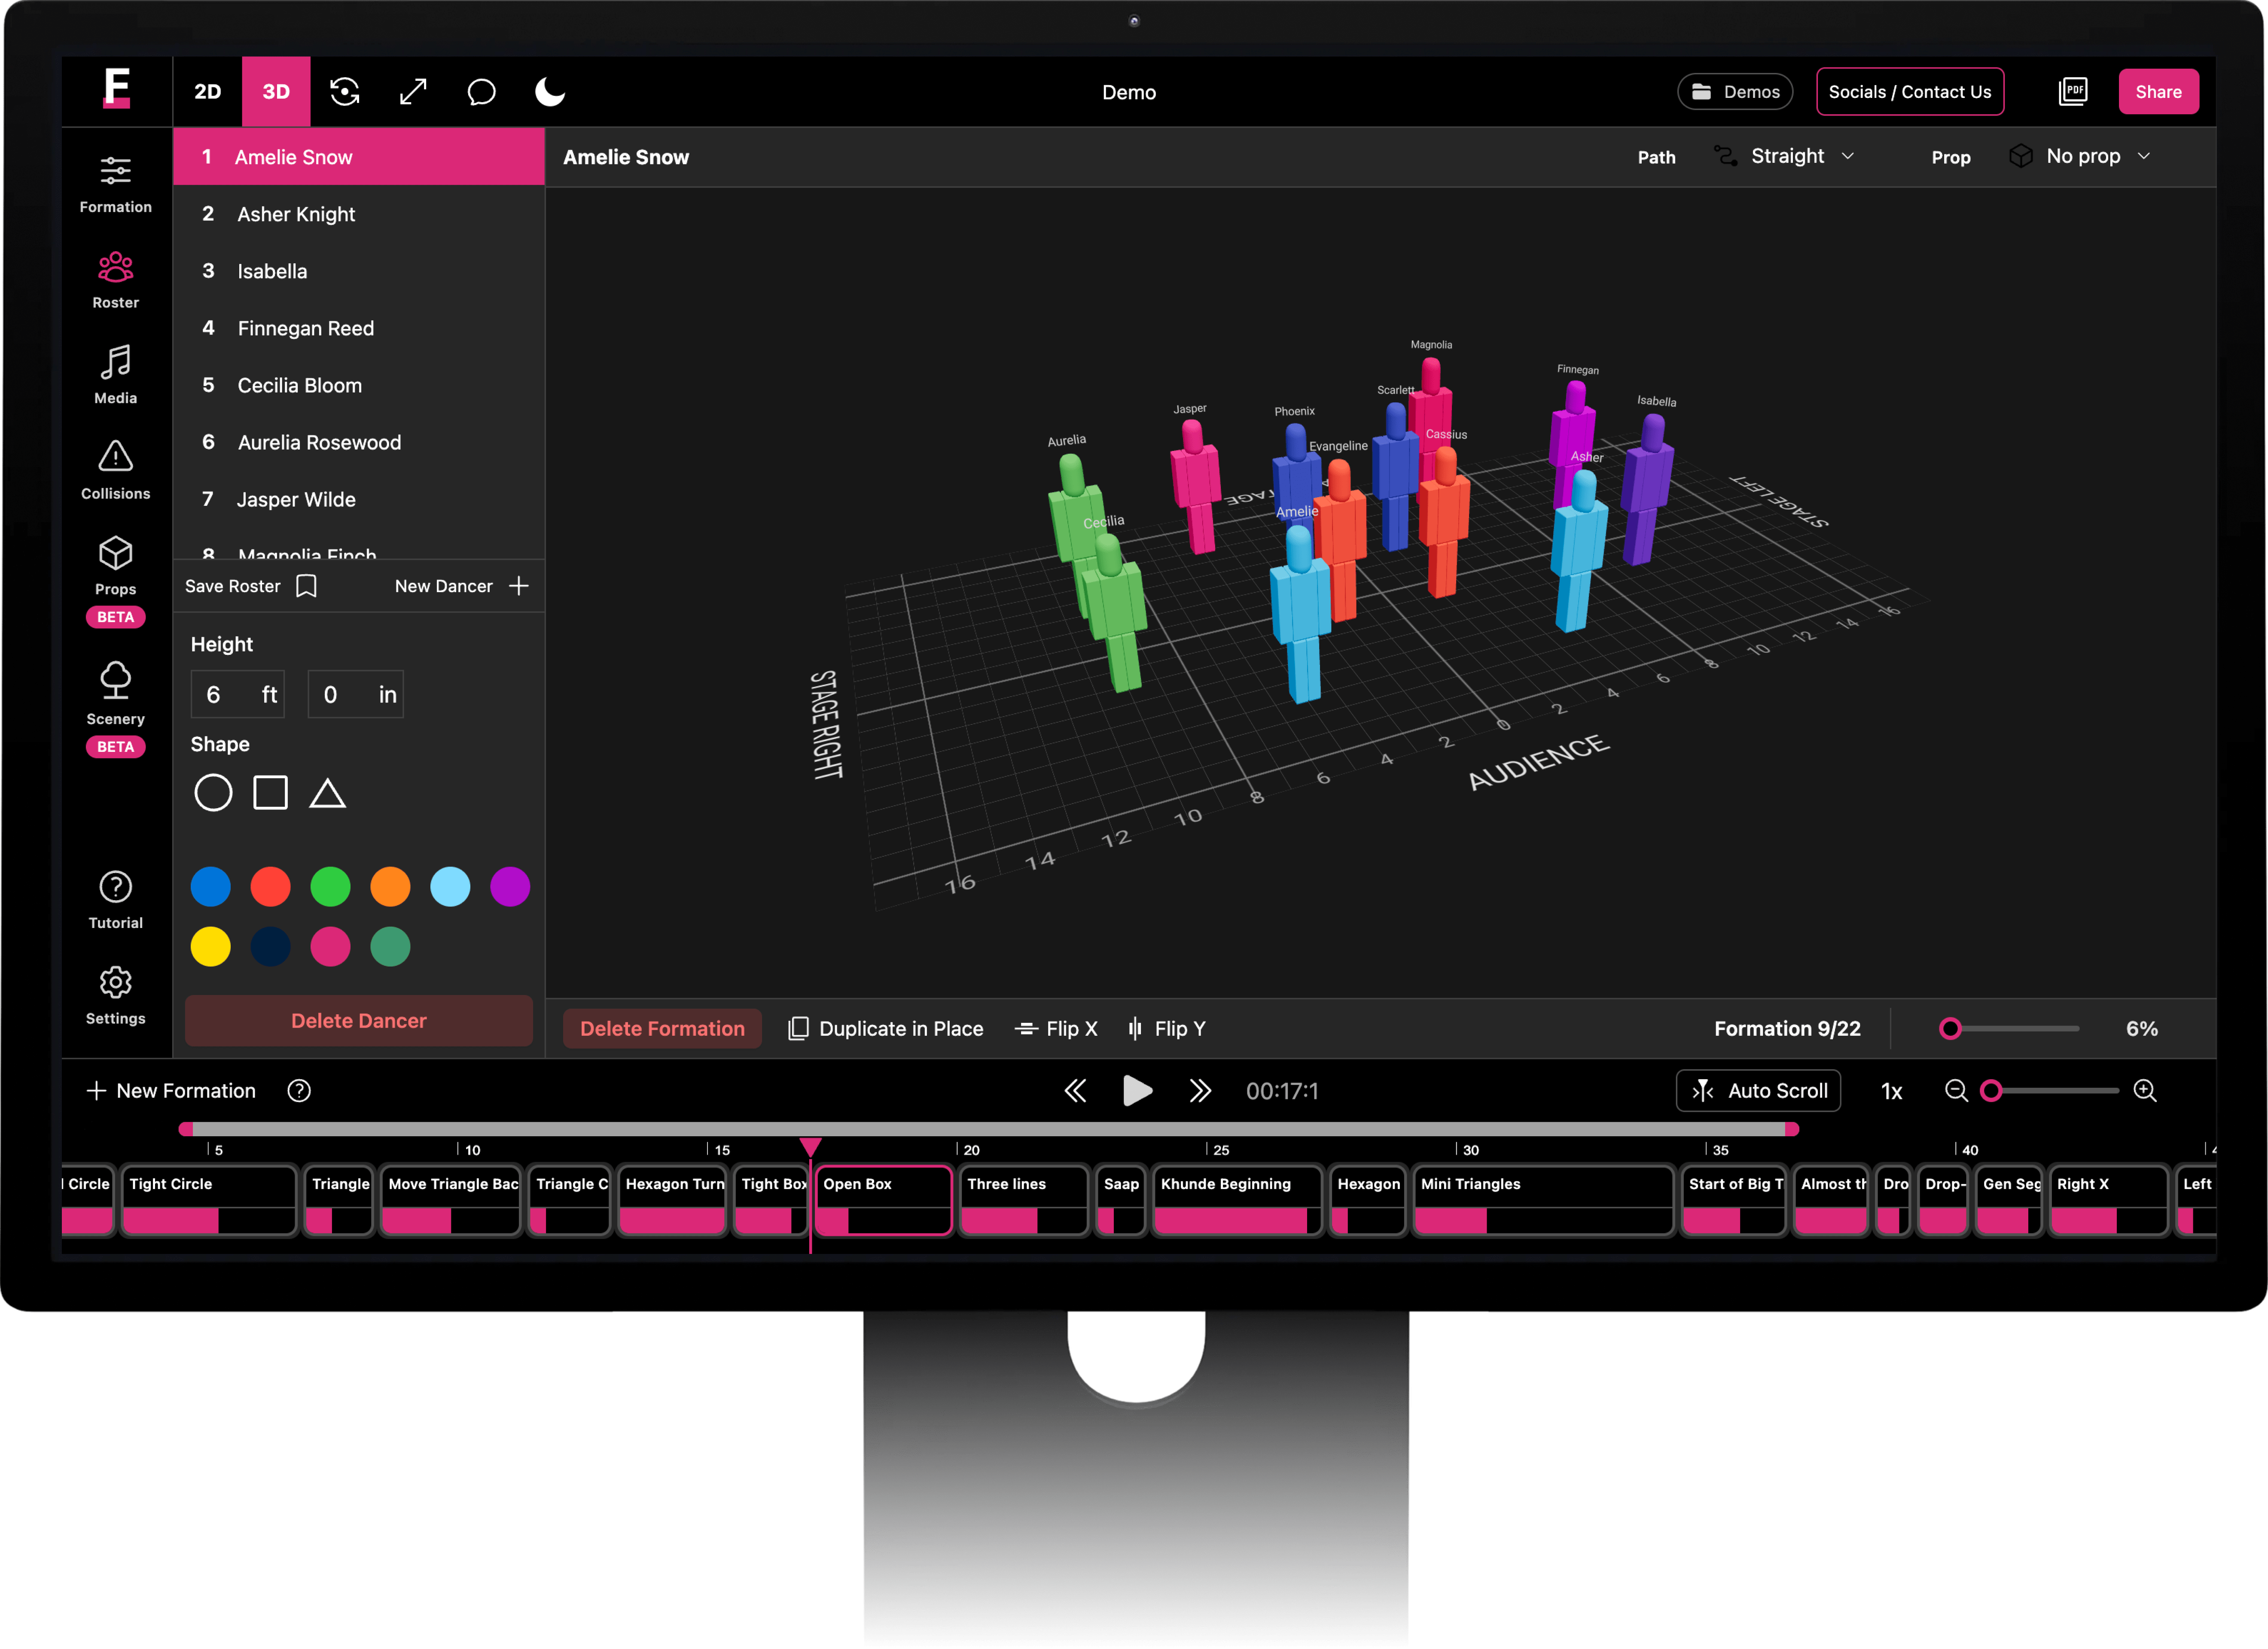 F
2D
3D
Demo
Demos
Socials / Contact Us
PDF
Share
Formation
Roster
Media
Collisions
Props
BETA
Scenery
BETA
Tutorial
Settings
1 Amelie Snow
2 Asher Knight
3 Isabella
4 Finnegan Reed
5 Cecilia Bloom
6 Aurelia Rosewood
7 Jasper Wilde
8 Magnolia Finch
Save Roster
New Dancer
Height
6 ft 0 in
Shape
Delete Dancer
Amelie Snow
Path Straight
Prop No prop
Magnolia
Finnegan
Scarlett
Isabella
Jasper
Phoenix
Cassius
Aurelia
Evangeline
Asher
Amelie
Cecilia
STAGE LEFT
STAGE RIGHT
AUDIENCE
16 14 12 10 8 6 4 2 0 2 4 6 8 10 12 14 16
Delete Formation
Duplicate in Place
Flip X
Flip Y
Formation 9/22
6%
New Formation
00:17:1
Auto Scroll
1x
5 10 15 20 25 30 35 40
Circle
Tight Circle
Triangle
Move Triangle Bac
Triangle C
Hexagon Turn
Tight Box
Open Box
Three lines
Saap
Khunde Beginning
Hexagon
Mini Triangles
Start of Big T
Almost th
Dro
Drop-
Gen Seg
Right X
Left